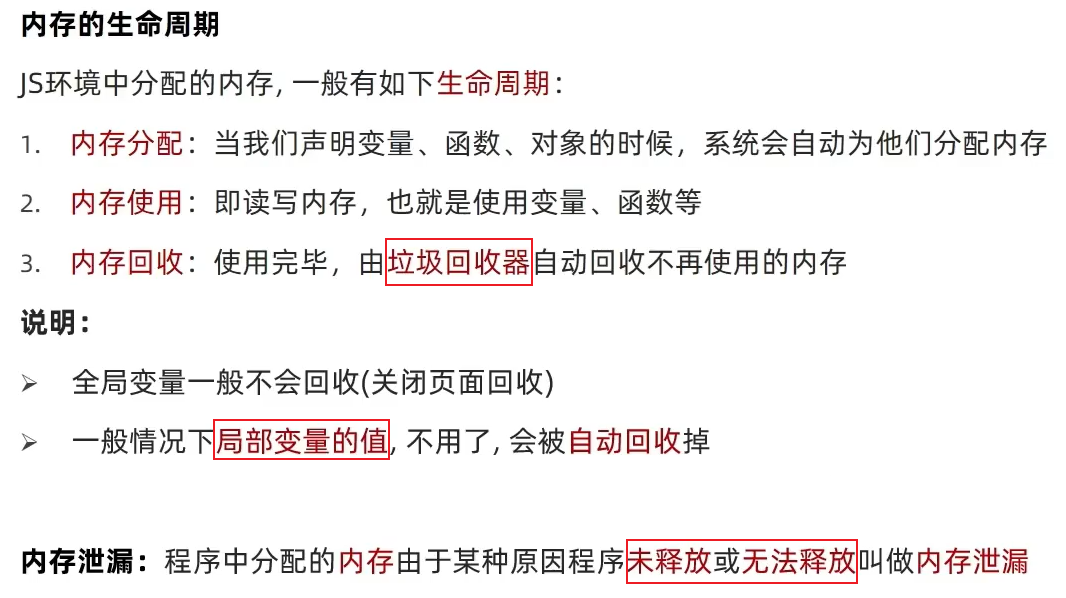 内存的生命周期
JS环境中分配的内存, 一般有如下生命周期：
1. 内存分配：当我们声明变量、函数、对象的时候，系统会自动为他们分配内存
2. 内存使用：即读写内存，也就是使用变量、函数等
3. 内存回收：使用完毕，由垃圾回收器自动回收不再使用的内存
说明：
➢ 全局变量一般不会回收(关闭页面回收)
➢ 一般情况下局部变量的值, 不用了, 会被自动回收掉
内存泄漏：程序中分配的内存由于某种原因程序未释放或无法释放叫做内存泄漏